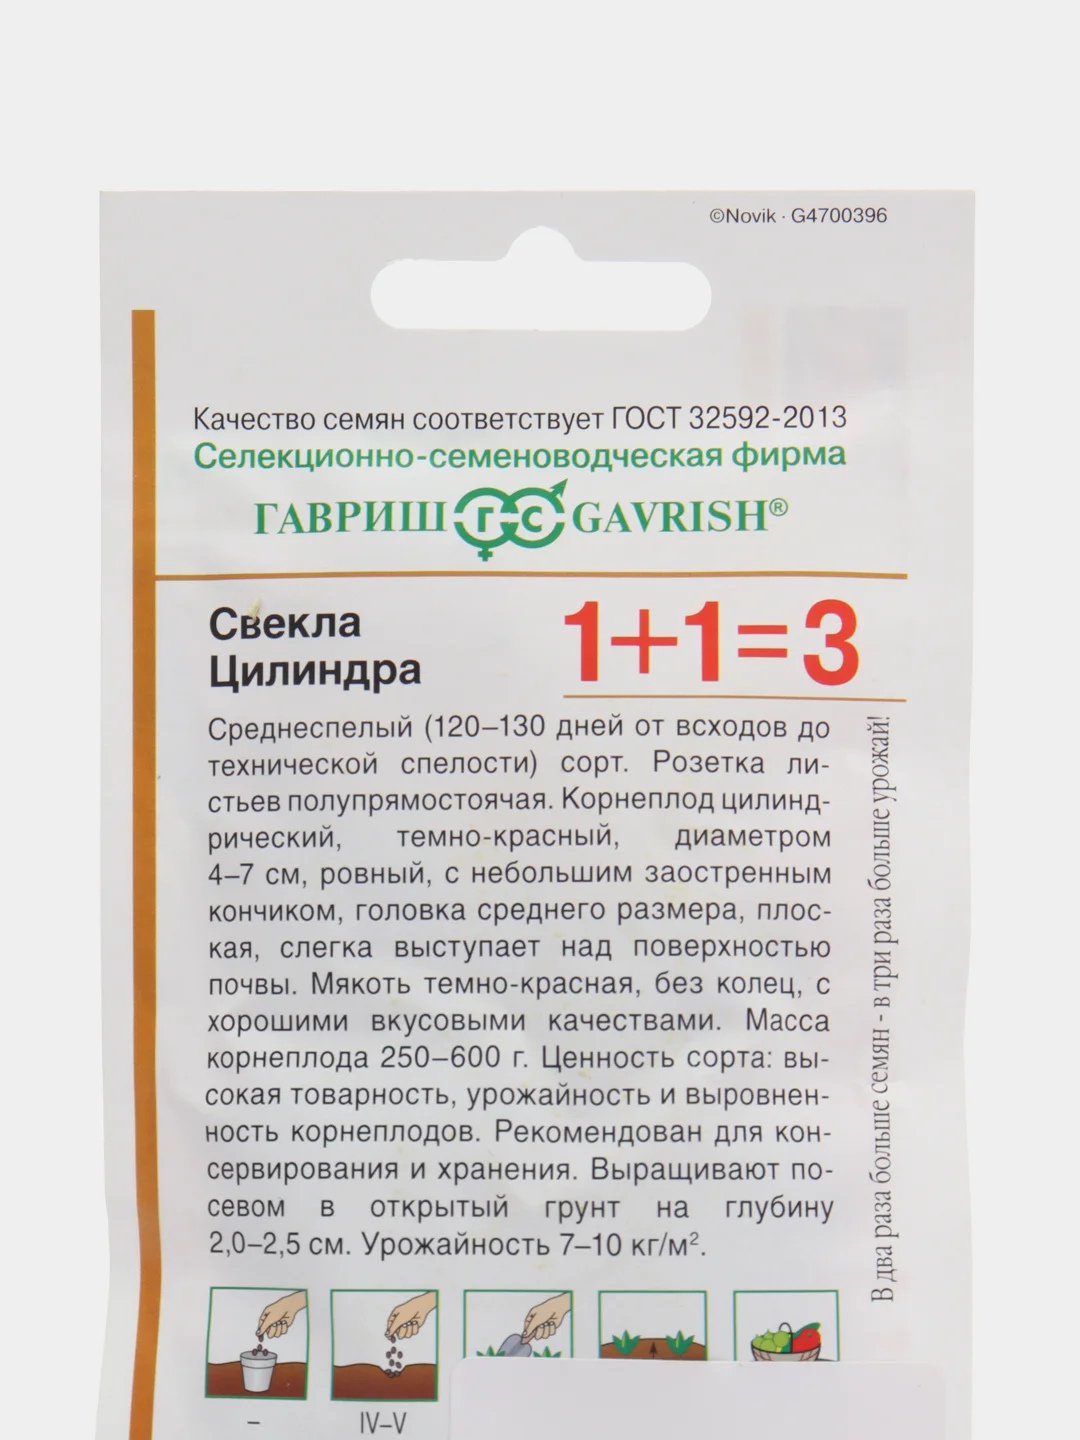 ©Novik · G4700396
Качество семян соответствует ГОСТ 32592-2013
Селекционно-семеноводческая фирма
ГАВРИШ ГС GAVRISH®
Свекла
Цилиндра
1+1=3
Среднеспелый (120–130 дней от всходов до
технической спелости) сорт. Розетка ли-
стьев полупрямостоячая. Корнеплод цилинд-
рический, темно-красный, диаметром
4–7 см, ровный, с небольшим заостренным
кончиком, головка среднего размера, плос-
кая, слегка выступает над поверхностью
почвы. Мякоть темно-красная, без колец, с
хорошими вкусовыми качествами. Масса
корнеплода 250–600 г. Ценность сорта: вы-
сокая товарность, урожайность и выровнен-
ность корнеплодов. Рекомендован для кон-
сервирования и хранения. Выращивают по-
севом в открытый грунт на глубину
2,0–2,5 см. Урожайность 7–10 кг/м².
В два раза больше семян - в три раза больше урожай!
–
IV–V